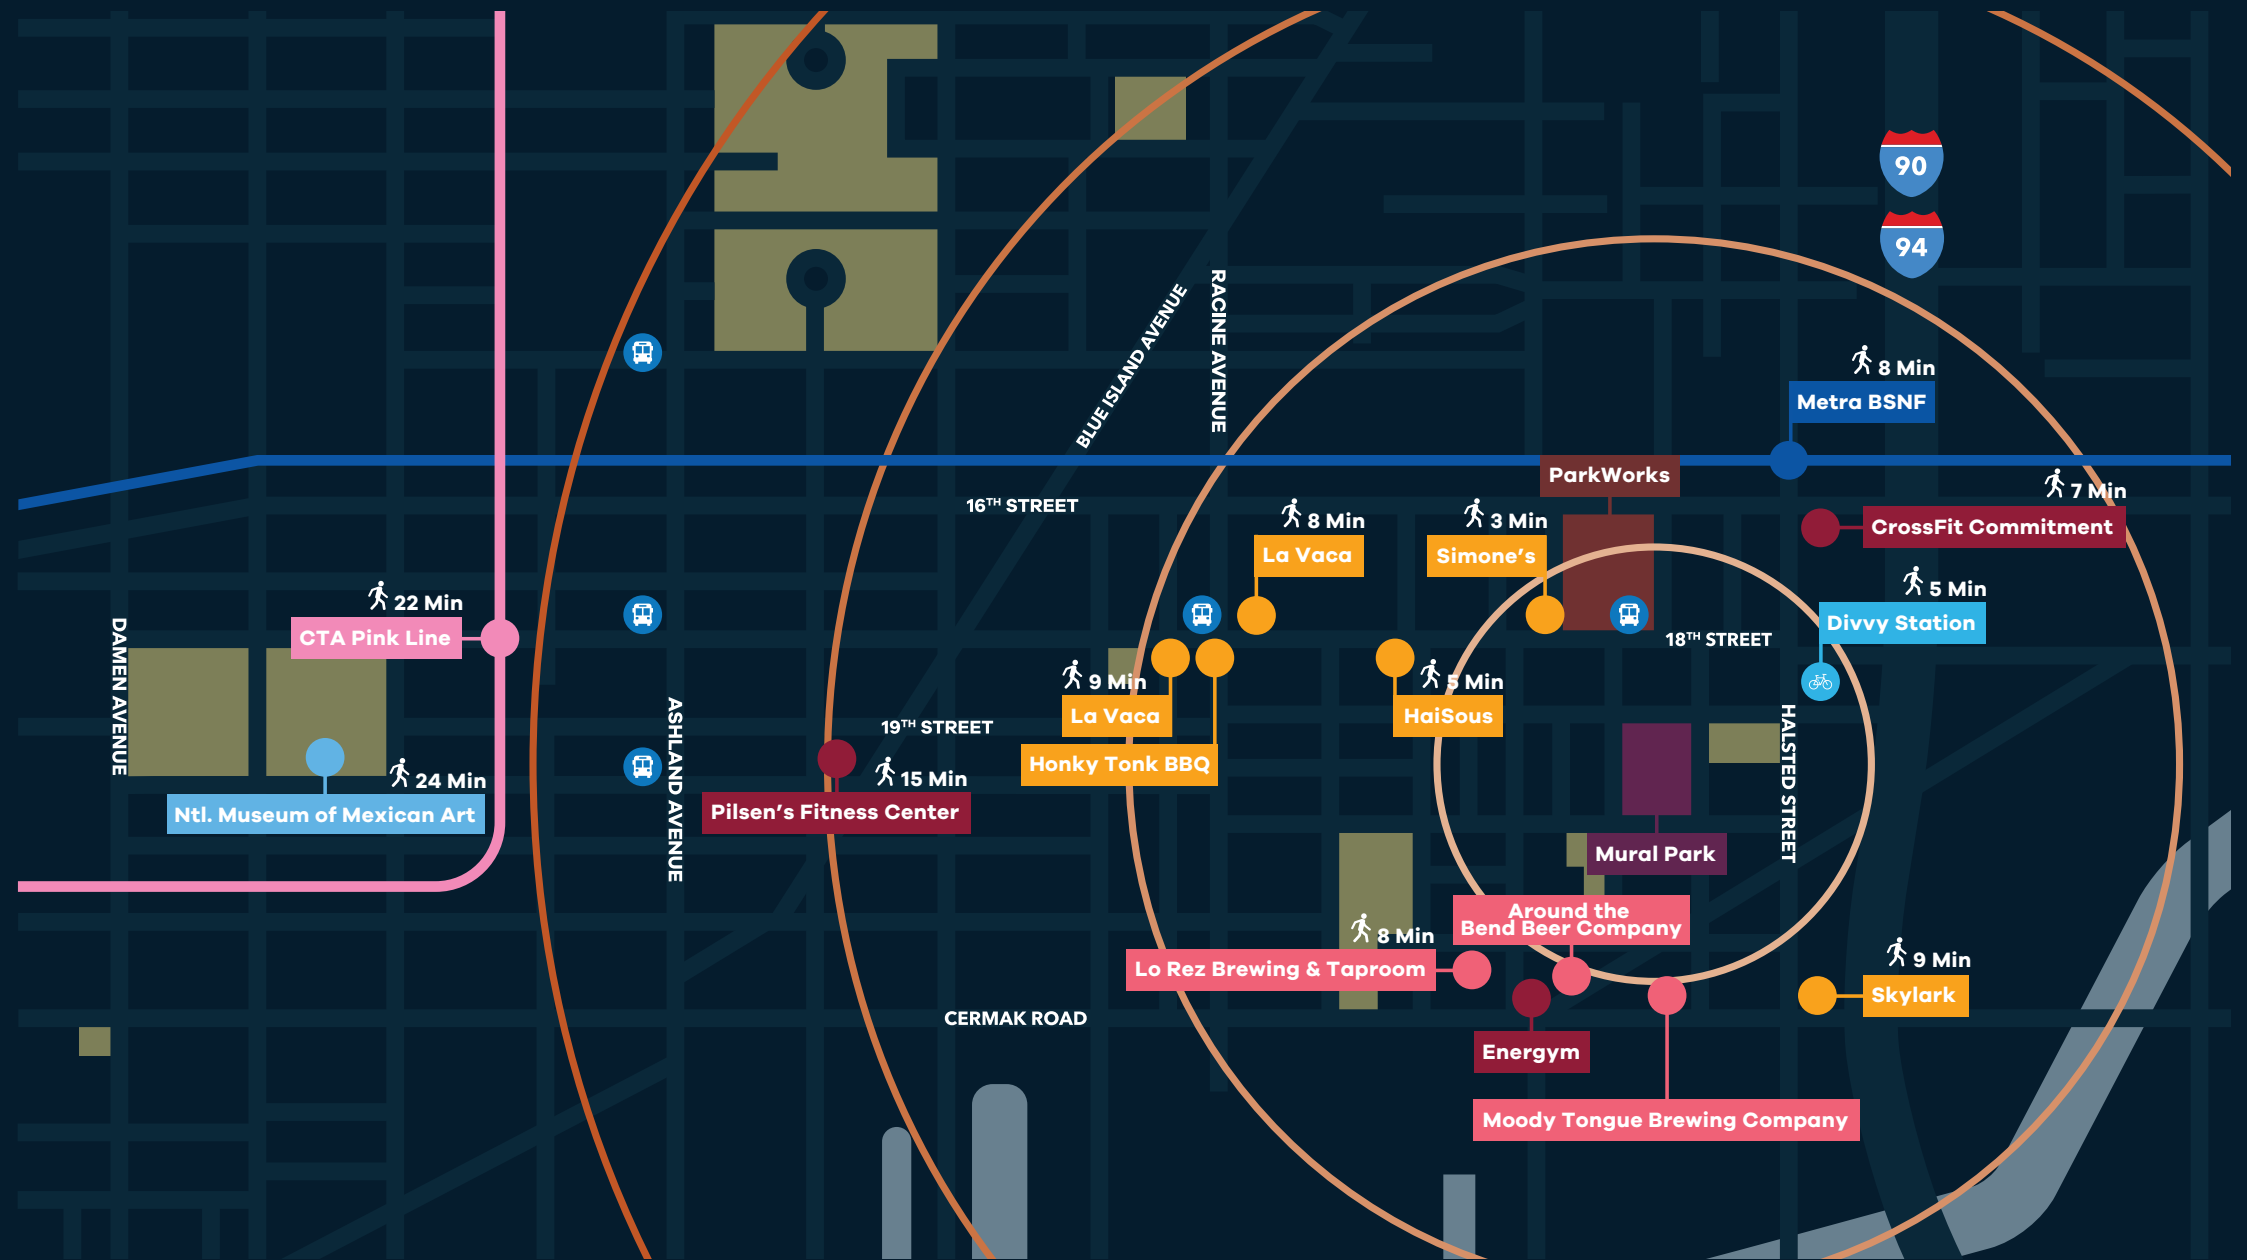 90
94
RACINE AVENUE
BLUE ISLAND AVENUE
8 Min
Metra BSNF
ParkWorks
7 Min
CrossFit Commitment
16TH STREET
8 Min
La Vaca
3 Min
Simone's
5 Min
Divvy Station
22 Min
CTA Pink Line
18TH STREET
DAMEN AVENUE
9 Min
La Vaca
5 Min
HaiSous
19TH STREET
Honky Tonk BBQ
ASHLAND AVENUE
HALSTED STREET
24 Min
Ntl. Museum of Mexican Art
15 Min
Pilsen's Fitness Center
Mural Park
Around the
Bend Beer Company
8 Min
Lo Rez Brewing & Taproom
9 Min
Skylark
CERMAK ROAD
Energym
Moody Tongue Brewing Company